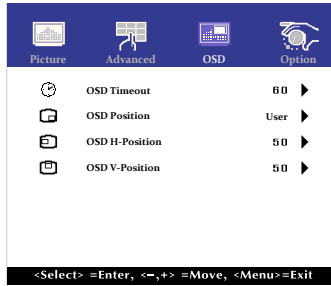 Picture Advanced OSD Option
OSD Timeout 60
OSD Position User
OSD H-Position 50
OSD V-Position 50
<Select> =Enter, <-,+> =Move, <Menu>=Exit